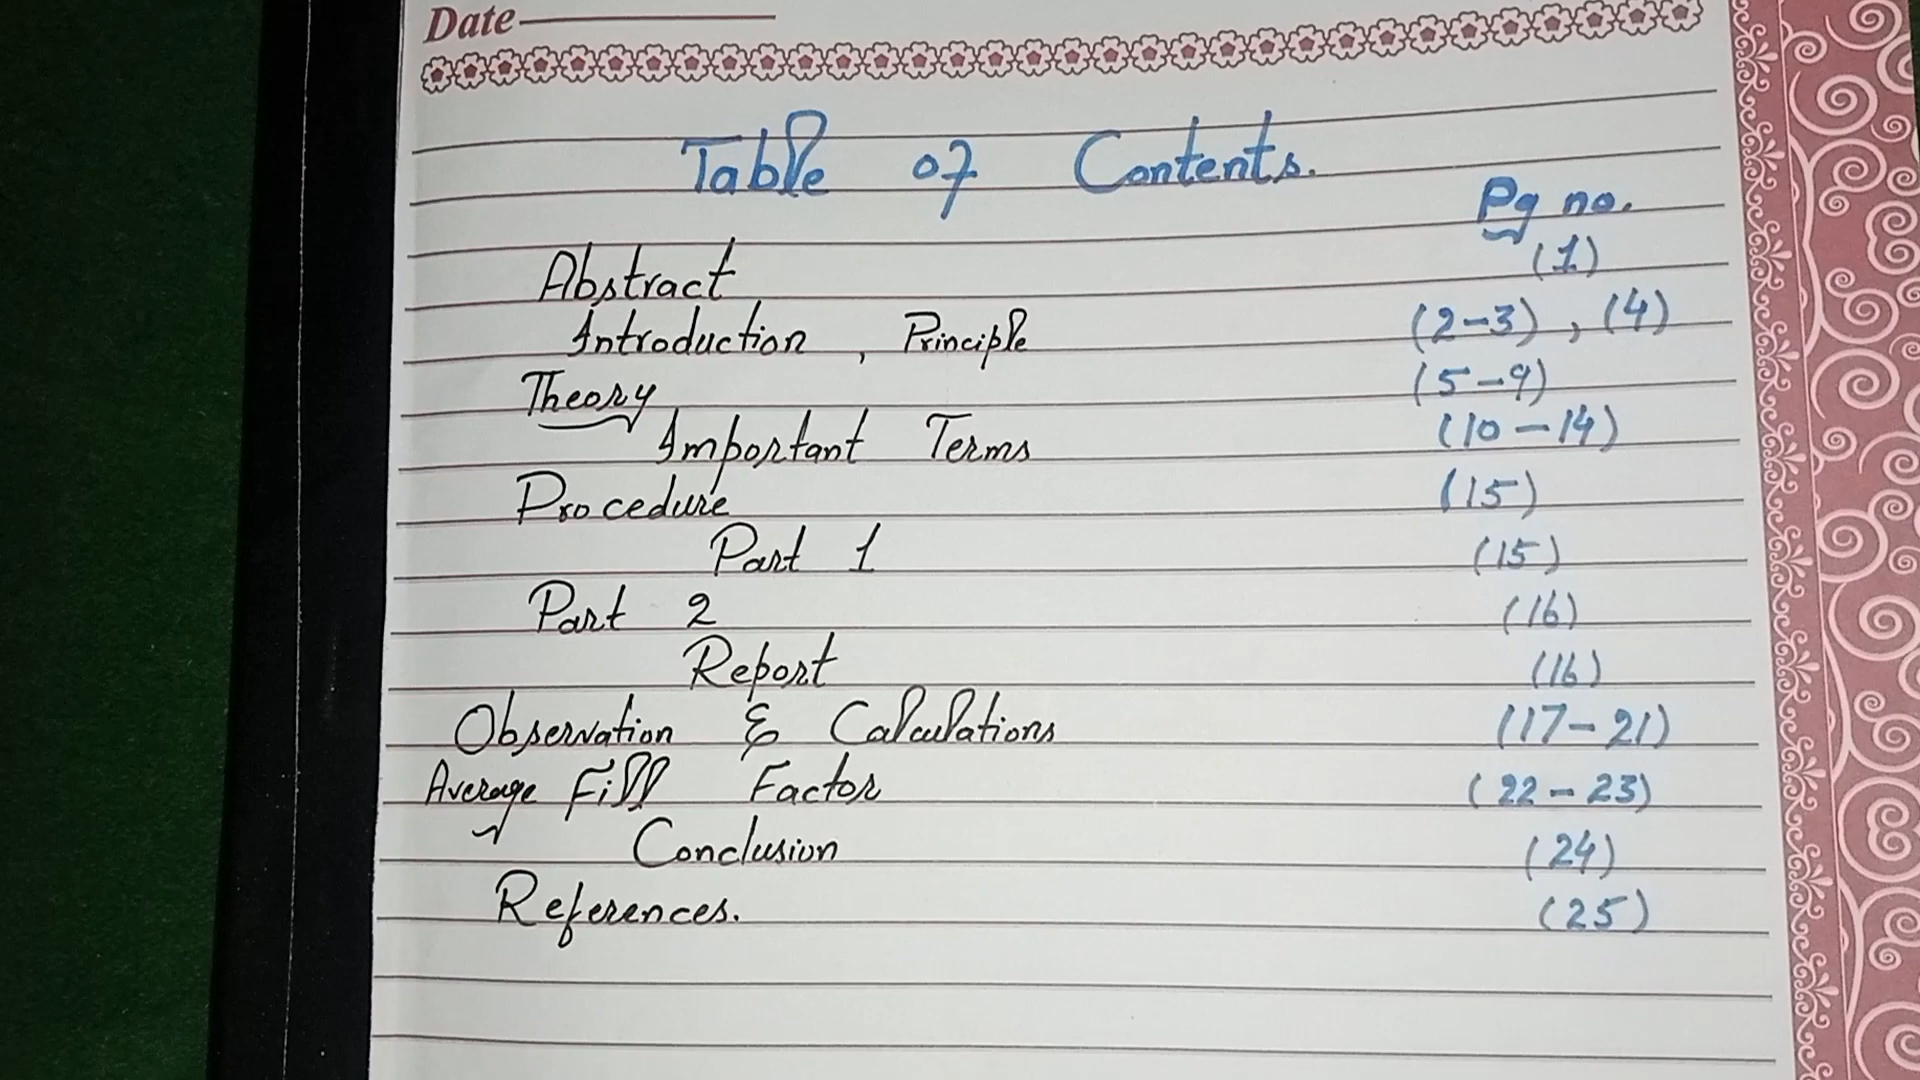 Date
Table of Contents.
Pg no.
Abstract (1)
Introduction, Principle (2-3), (4)
Theory (5-9)
Important Terms (10-14)
Procedure (15)
Part 1 (15)
Part 2 (16)
Report (16)
Observation & Calculations (17-21)
Average Fill Factor (22-23)
Conclusion (24)
References. (25)